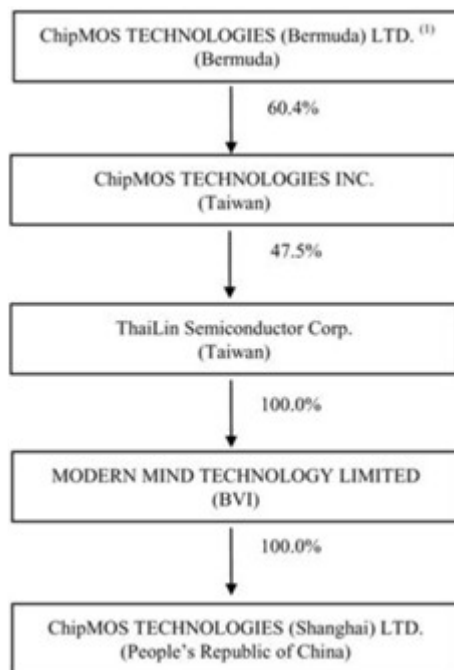 ChipMOS TECHNOLOGIES (Bermuda) LTD. (1)
(Bermuda)
60.4%
ChipMOS TECHNOLOGIES INC.
(Taiwan)
47.5%
ThaiLin Semiconductor Corp.
(Taiwan)
100.0%
MODERN MIND TECHNOLOGY LIMITED
(BVI)
100.0%
ChipMOS TECHNOLOGIES (Shanghai) LTD.
(People's Republic of China)